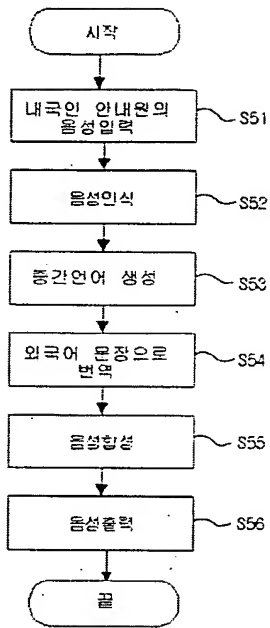 시작
내국인 안내원의
음성입력
S51
음성인식
S52
중간언어 생성
S53
외국어 문장으로
번역
S54
음성합성
S55
음성출력
S56
끝